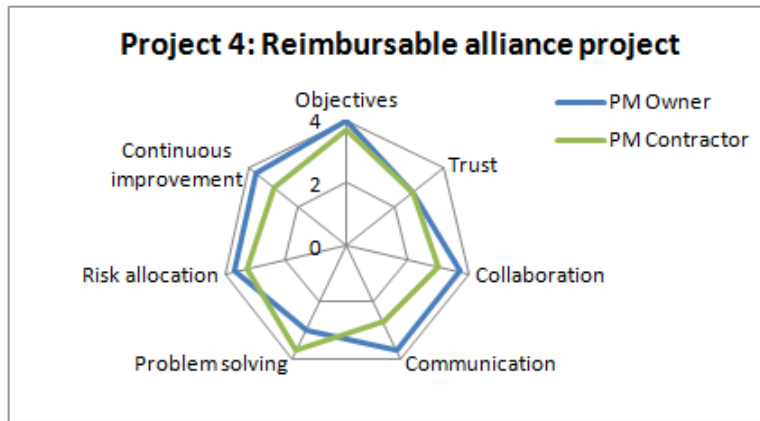 Project 4: Reimbursable alliance project
Objectives
PM Owner
PM Contractor
4
2
0
Continuous
improvement
Trust
Risk allocation
Collaboration
Problem solving
Communication